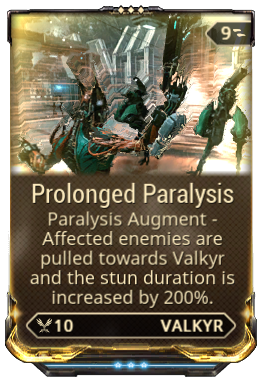 9
Prolonged Paralysis
Paralysis Augment -
Affected enemies are
pulled towards Valkyr
and the stun duration is
increased by 200%.
10 VALKYR